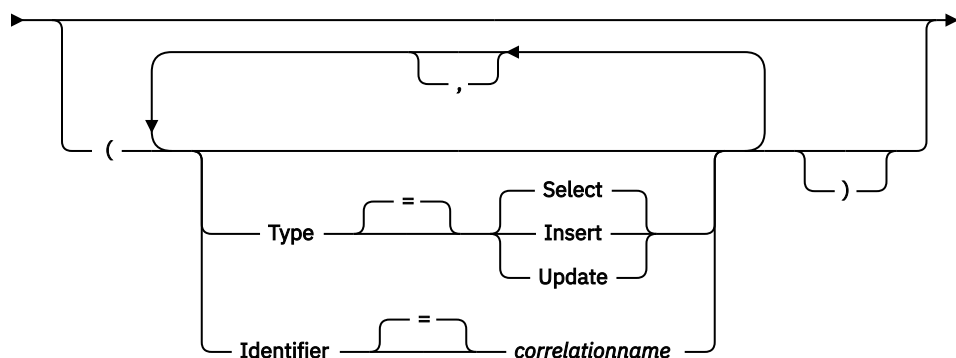 ,
(
)
Select
=
Type
Insert
Update
=
Identifier correlationname